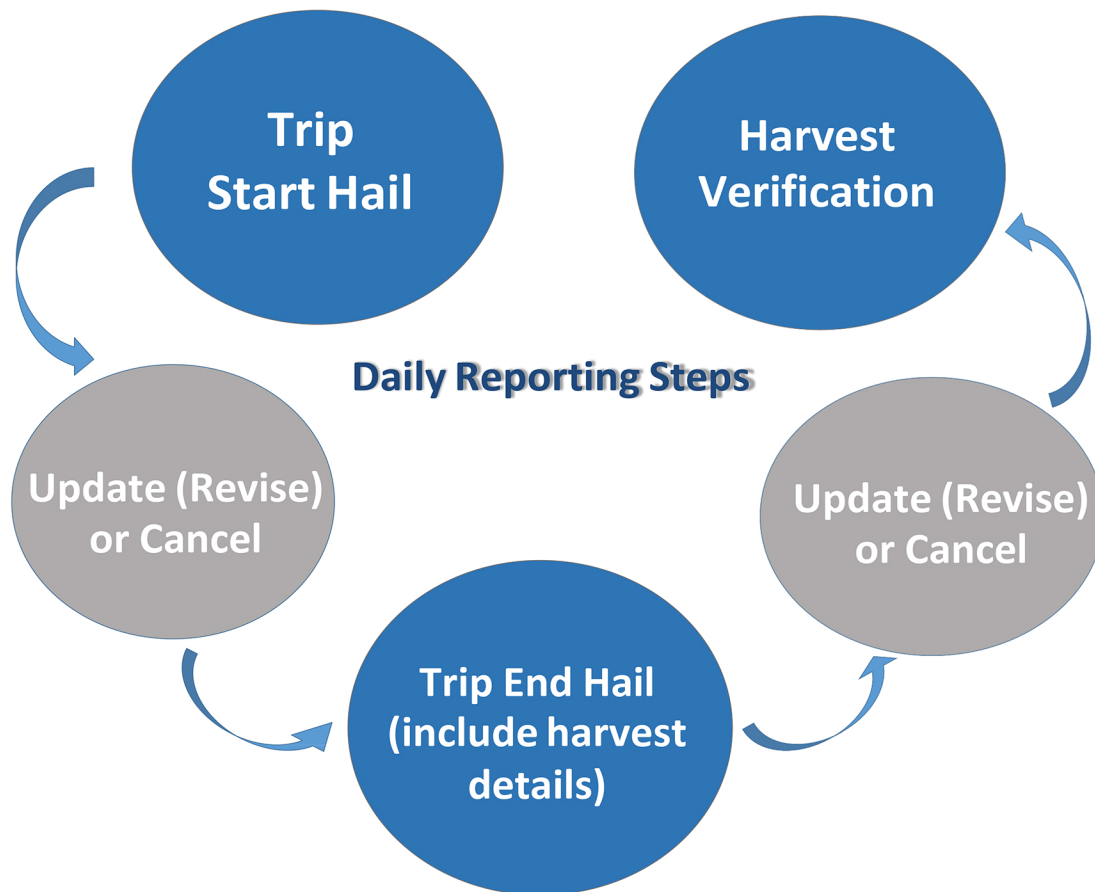 Trip
Start Hail
Harvest
Verification
Daily Reporting Steps
Update (Revise)
or Cancel
Update (Revise)
or Cancel
Trip End Hail
(include harvest
details)